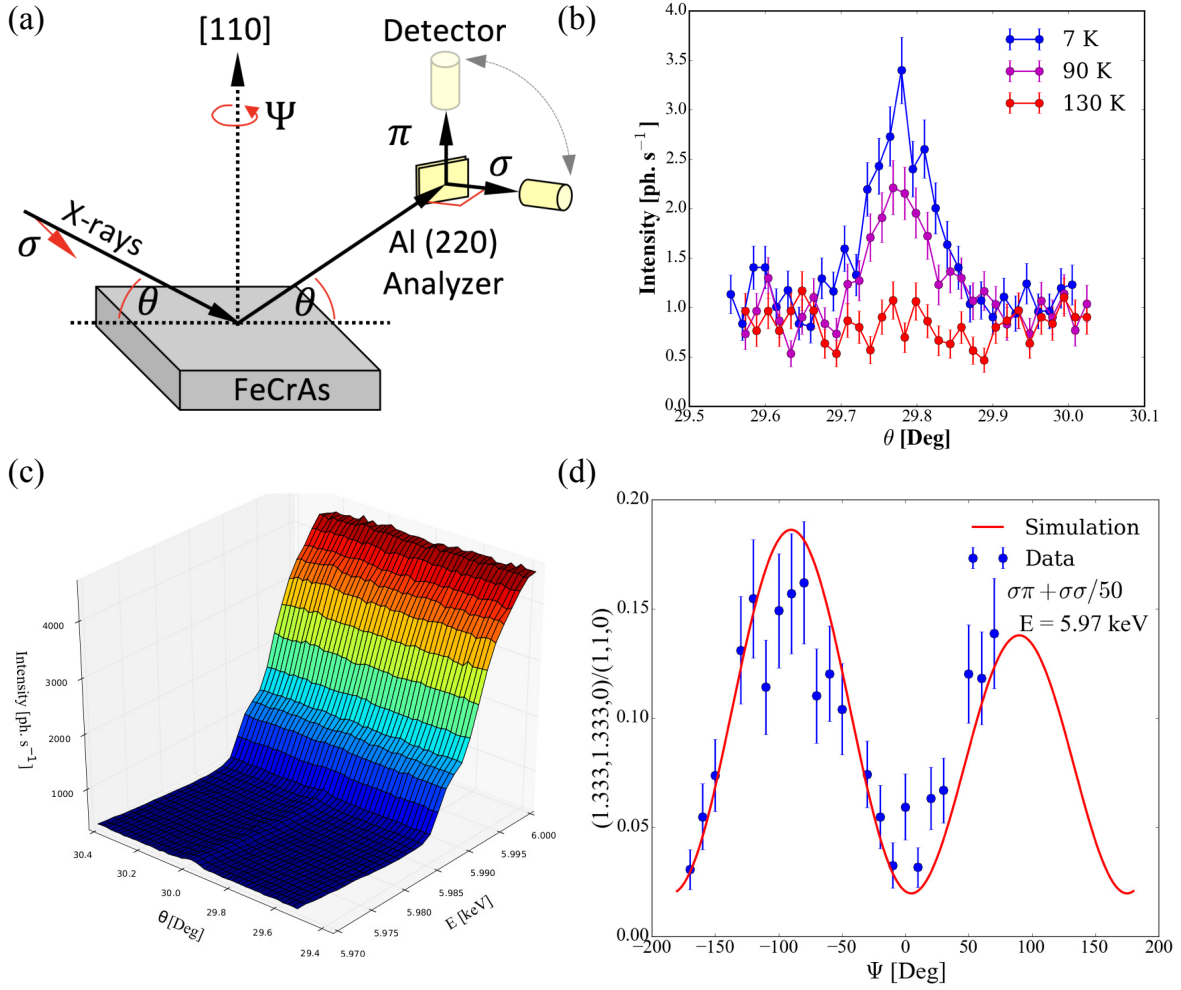 (a)
[110]
Ψ
Detector
π
σ
X-rays
σ
θ
θ
Al (220)
Analyzer
FeCrAs
(b)
4.0
3.5
3.0
2.5
2.0
1.5
1.0
0.5
0.0
Intensity [ph. s⁻¹]
7 K
90 K
130 K
29.5
29.6
29.7
29.8
29.9
30.0
30.1
θ [Deg]
(c)
Intensity [ph. s⁻¹]
4000
3000
2000
1000
30.4
30.2
30.0
29.8
29.6
29.4
θ[Deg]
5.970
5.975
5.980
5.985
5.990
5.995
6.000
E [keV]
(d)
0.20
0.15
0.10
0.05
0.00
(1.333,1.333,0)/(1,1,0)
Simulation
Data
σπ+σσ/50
E = 5.97 keV
−200
−150
−100
−50
0
50
100
150
200
Ψ [Deg]